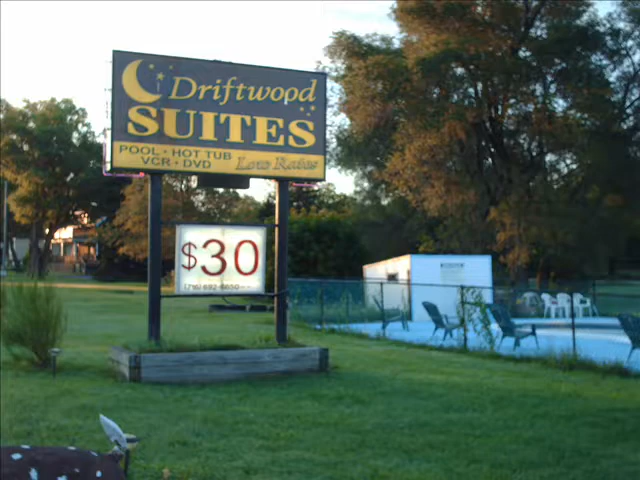 Driftwood
SUITES
POOL • HOT TUB
VCR • DVD
Low Rates
$30